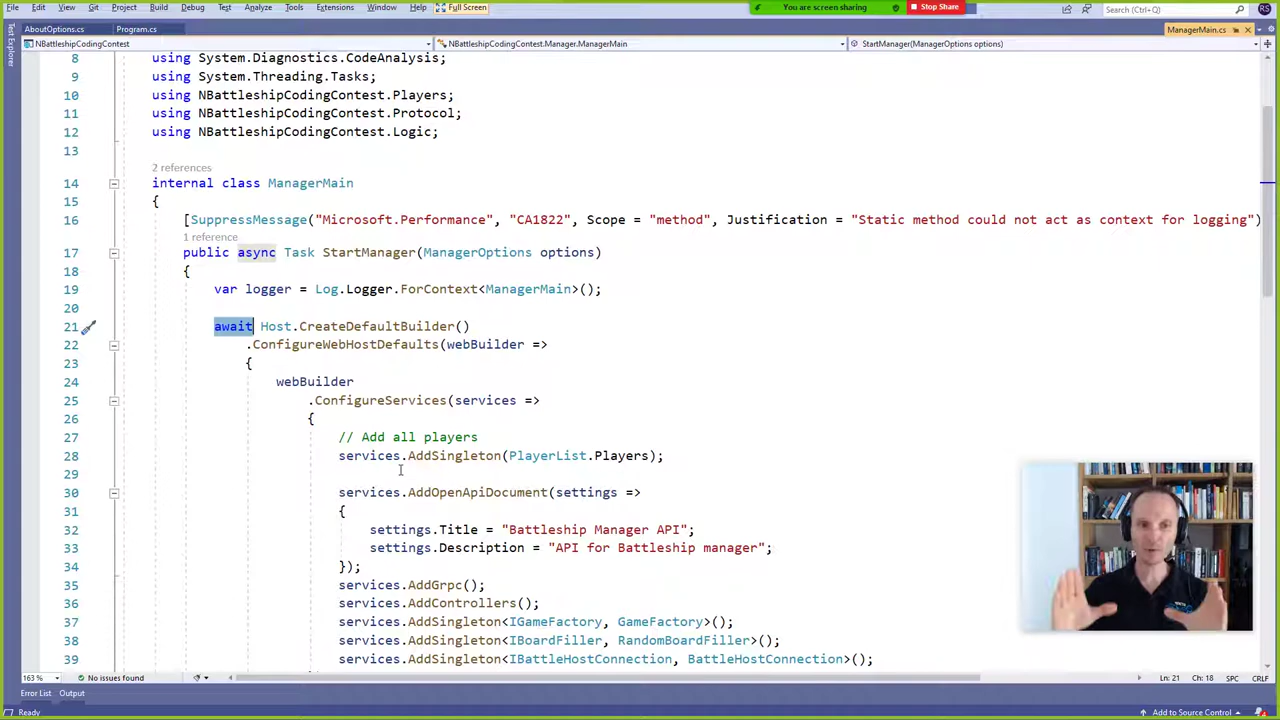 File Edit View Git Project Build Debug Test Analyze Tools Extensions Window Help Full Screen You are screen sharing Stop Share Search (Ctrl+Q) RS
AboutOptions.cs Program.cs ManagerMain.cs
NBattleshipCodingContest NBattleshipCodingContest.Manager.ManagerMain StartManager(ManagerOptions options)
Test Explorer
8 using System.Diagnostics.CodeAnalysis;
9 using System.Threading.Tasks;
10 using NBattleshipCodingContest.Players;
11 using NBattleshipCodingContest.Protocol;
12 using NBattleshipCodingContest.Logic;
13
2 references
14 internal class ManagerMain
15 {
16 [SuppressMessage("Microsoft.Performance", "CA1822", Scope = "method", Justification = "Static method could not act as context for logging")
1 reference
17 public async Task StartManager(ManagerOptions options)
18 {
19 var logger = Log.Logger.ForContext<ManagerMain>();
20
21 await Host.CreateDefaultBuilder()
22 .ConfigureWebHostDefaults(webBuilder =>
23 {
24 webBuilder
25 .ConfigureServices(services =>
26 {
27 // Add all players
28 services.AddSingleton(PlayerList.Players);
29
30 services.AddOpenApiDocument(settings =>
31 {
32 settings.Title = "Battleship Manager API";
33 settings.Description = "API for Battleship manager";
34 });
35 services.AddGrpc();
36 services.AddControllers();
37 services.AddSingleton<IGameFactory, GameFactory>();
38 services.AddSingleton<IBoardFiller, RandomBoardFiller>();
39 services.AddSingleton<IBattleHostConnection, BattleHostConnection>();
163 % No issues found Ln: 21 Ch: 18 SPC CRLF
Error List Output
Ready Add to Source Control